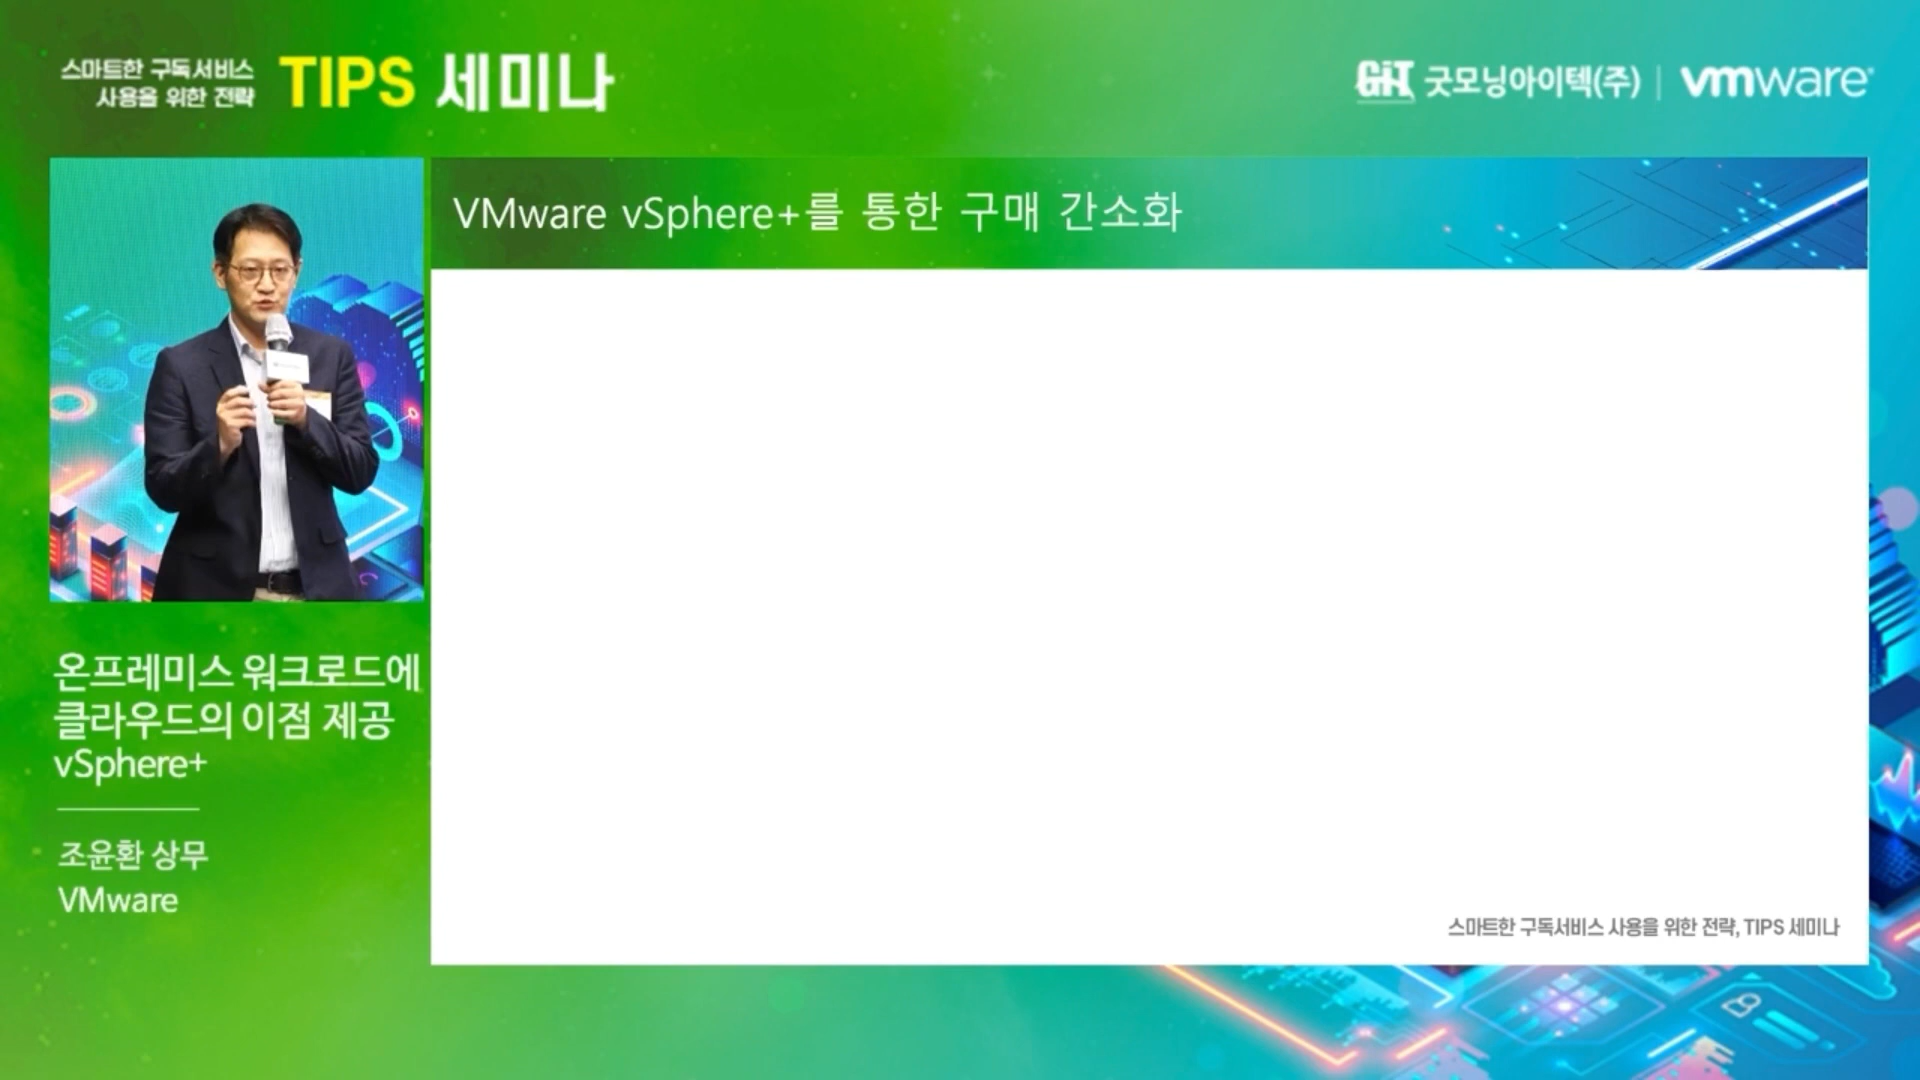 스마트한 구독서비스
사용을 위한 전략
TIPS 세미나
GiT 굿모닝아이텍(주) | vmware
VMware vSphere+를 통한 구매 간소화
온프레미스 워크로드에
클라우드의 이점 제공
vSphere+
조윤환 상무
VMware
스마트한 구독서비스 사용을 위한 전략, TIPS 세미나